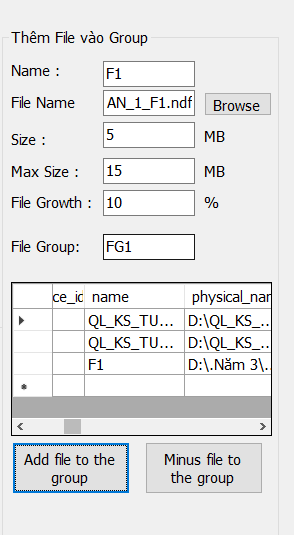 Thêm File vào Group
Name :
F1
File Name
AN_1_F1.ndf
Browse
Size :
5
MB
Max Size :
15
MB
File Growth :
10
%
File Group:
FG1
ce_id name physical_nam
QL_KS_TU... D:\QL_KS_...
QL_KS_TU... D:\QL_KS_...
F1 D:\.Năm 3\...
Add file to the
group
Minus file to
the group